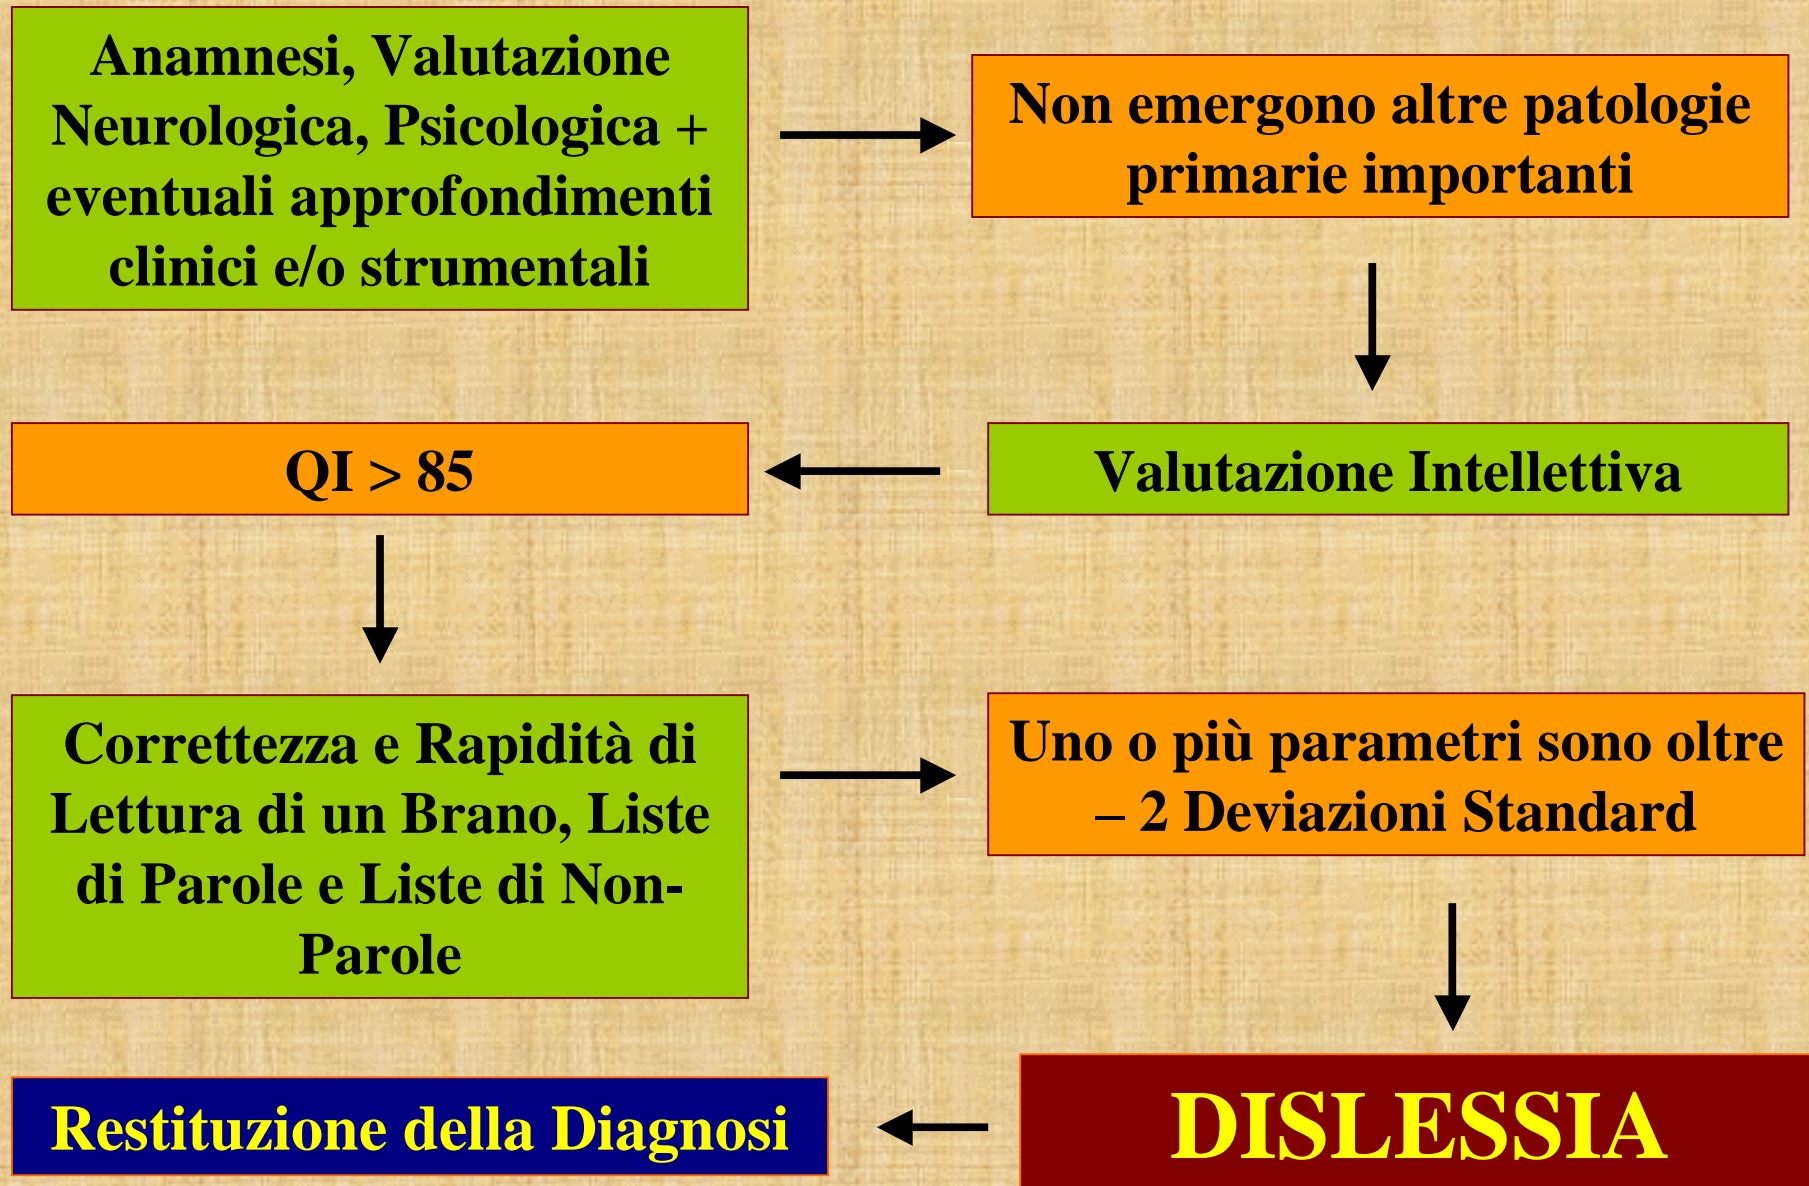 Anamnesi, Valutazione
Neurologica, Psicologica +
eventuali approfondimenti
clinici e/o strumentali
Non emergono altre patologie
primarie importanti
Valutazione Intellettiva
QI > 85
Correttezza e Rapidità di
Lettura di un Brano, Liste
di Parole e Liste di Non-
Parole
Uno o più parametri sono oltre
– 2 Deviazioni Standard
DISLESSIA
Restituzione della Diagnosi